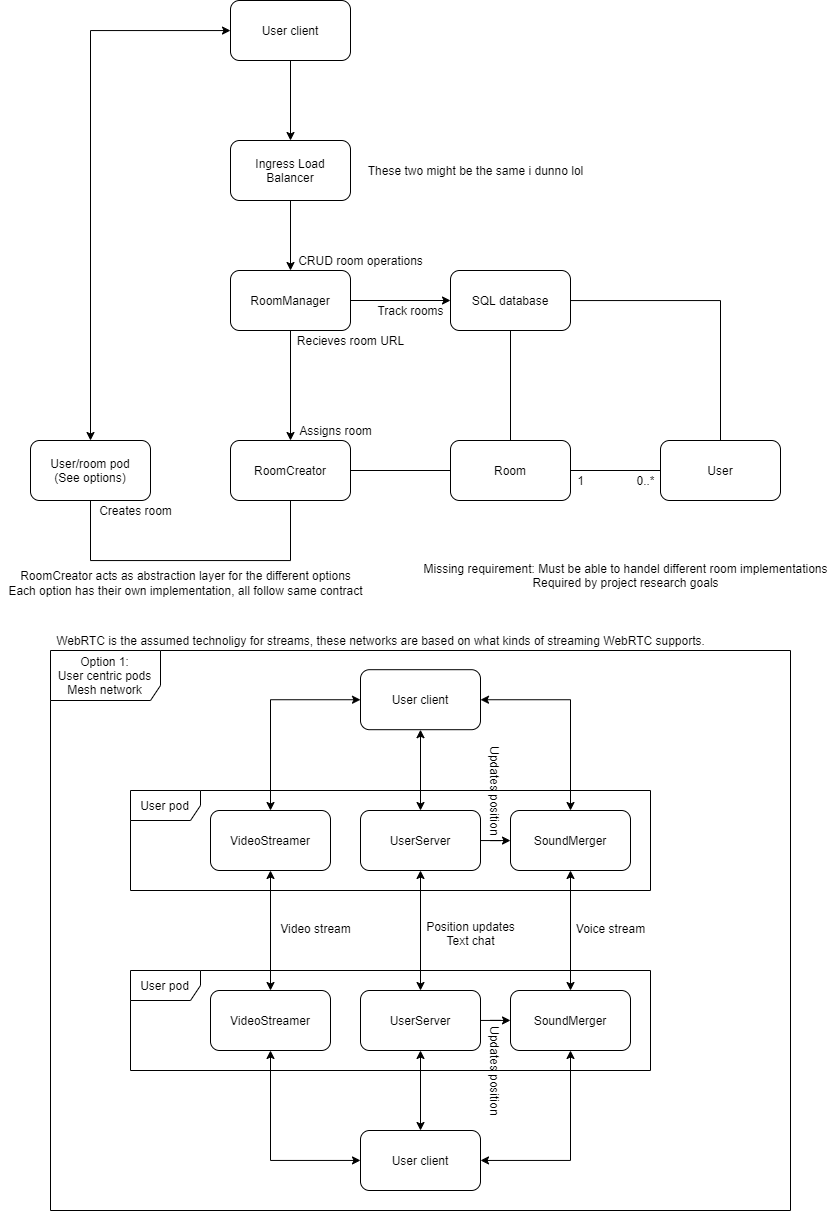 User client
Ingress Load
Balancer
These two might be the same i dunno lol
CRUD room operations
RoomManager
SQL database
Track rooms
Recieves room URL
Assigns room
User/room pod
(See options)
RoomCreator
Room
User
1
0..*
Creates room
RoomCreator acts as abstraction layer for the different options
Each option has their own implementation, all follow same contract
Missing requirement: Must be able to handel different room implementations
Required by project research goals
WebRTC is the assumed technoligy for streams, these networks are based on what kinds of streaming WebRTC supports.
Option 1:
User centric pods
Mesh network
User client
Updates position
User pod
VideoStreamer
UserServer
SoundMerger
Video stream
Position updates
Text chat
Voice stream
User pod
VideoStreamer
UserServer
SoundMerger
Updates position
User client